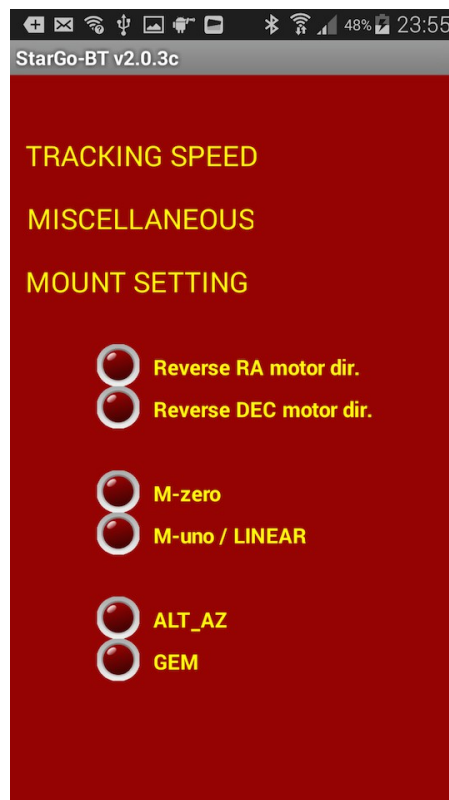 48% 23:55
StarGo-BT v2.0.3c
TRACKING SPEED
MISCELLANEOUS
MOUNT SETTING
Reverse RA motor dir.
Reverse DEC motor dir.
M-zero
M-uno / LINEAR
ALT_AZ
GEM